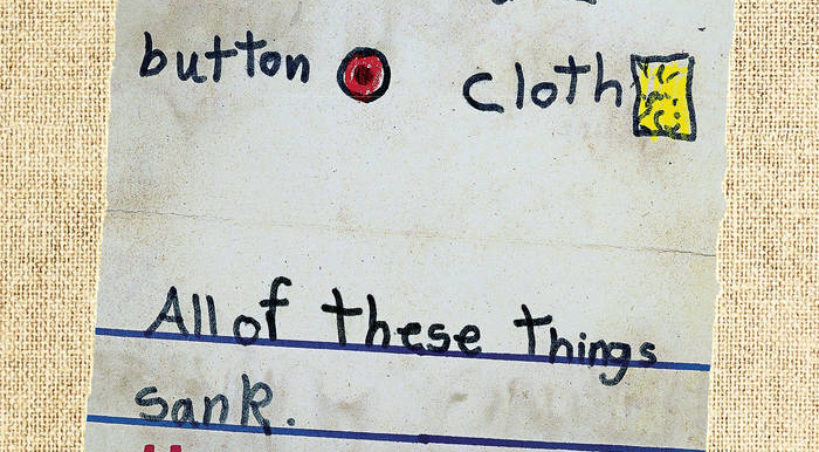 button cloth
All of these things
sank.